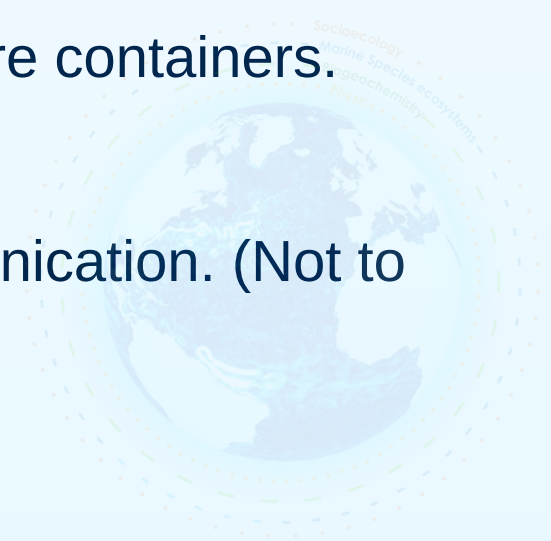 re containers.
Socioecology
Marine Species ecosystems
Biogeochemistry
nication. (Not to